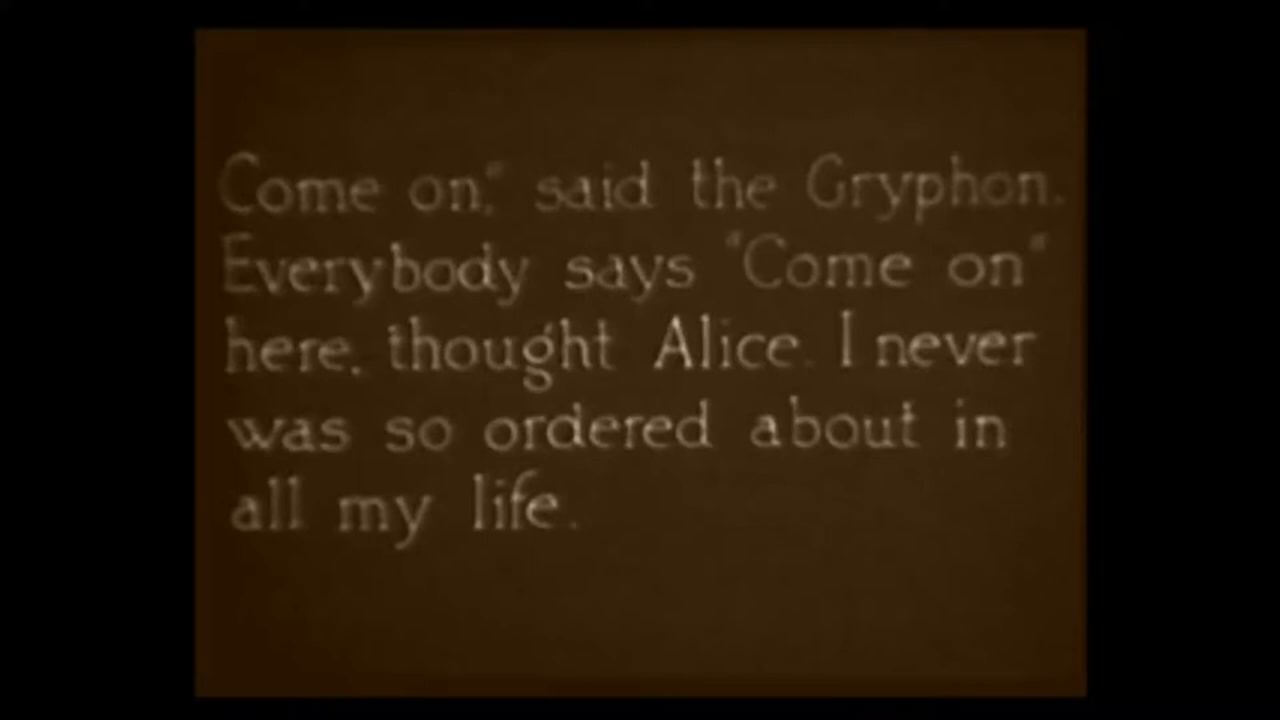 Come on," said the Gryphon.
Everybody says "Come on"
here, thought Alice. I never
was so ordered about in
all my life.